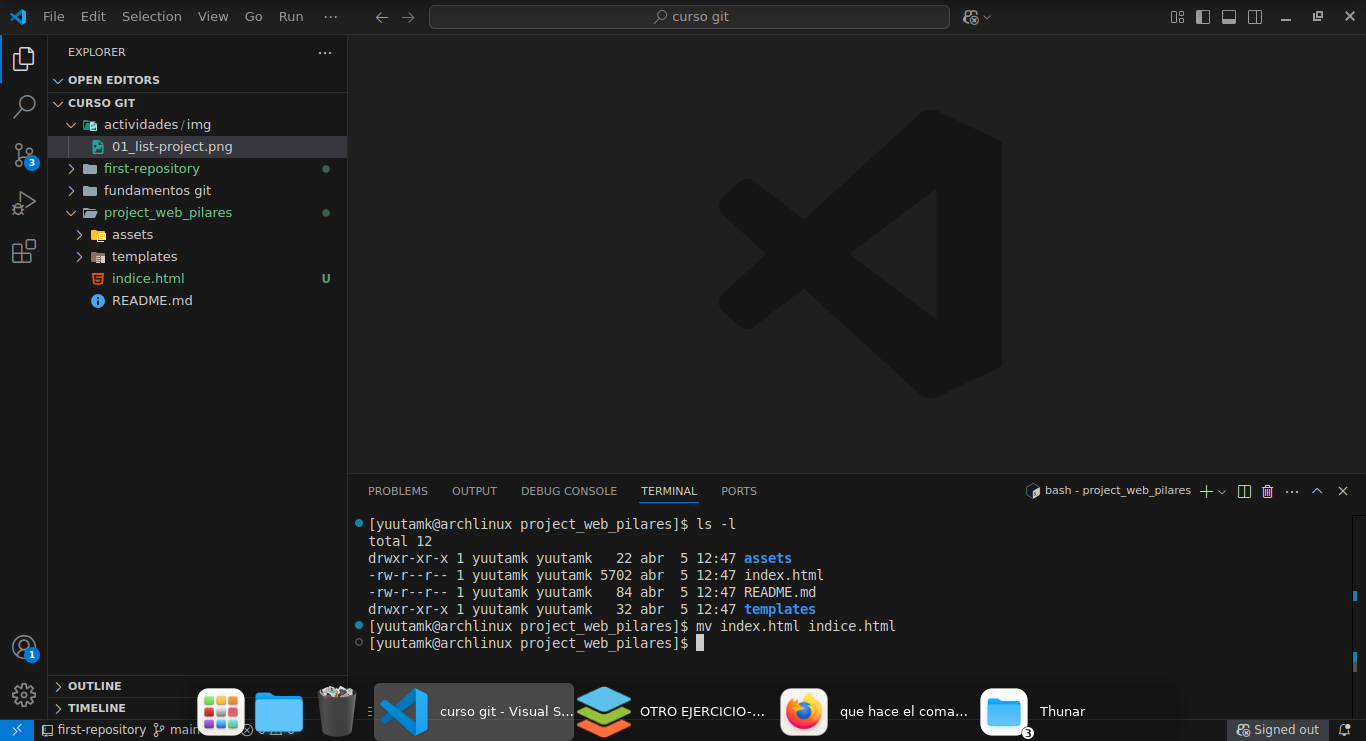 File Edit Selection View Go Run ···
curso git
EXPLORER
OPEN EDITORS
CURSO GIT
actividades / img
01_list-project.png
first-repository
fundamentos git
project_web_pilares
assets
templates
indice.html U
README.md
3
1
OUTLINE
TIMELINE
PROBLEMS OUTPUT DEBUG CONSOLE TERMINAL PORTS
bash - project_web_pilares
[yuutamk@archlinux project_web_pilares]$ ls -l
total 12
drwxr-xr-x 1 yuutamk yuutamk   22 abr  5 12:47 assets
-rw-r--r-- 1 yuutamk yuutamk 5702 abr  5 12:47 index.html
-rw-r--r-- 1 yuutamk yuutamk   84 abr  5 12:47 README.md
drwxr-xr-x 1 yuutamk yuutamk   32 abr  5 12:47 templates
[yuutamk@archlinux project_web_pilares]$ mv index.html indice.html
[yuutamk@archlinux project_web_pilares]$
curso git - Visual S...
OTRO EJERCICIO-...
que hace el coma...
Thunar
3
first-repository main
Signed out